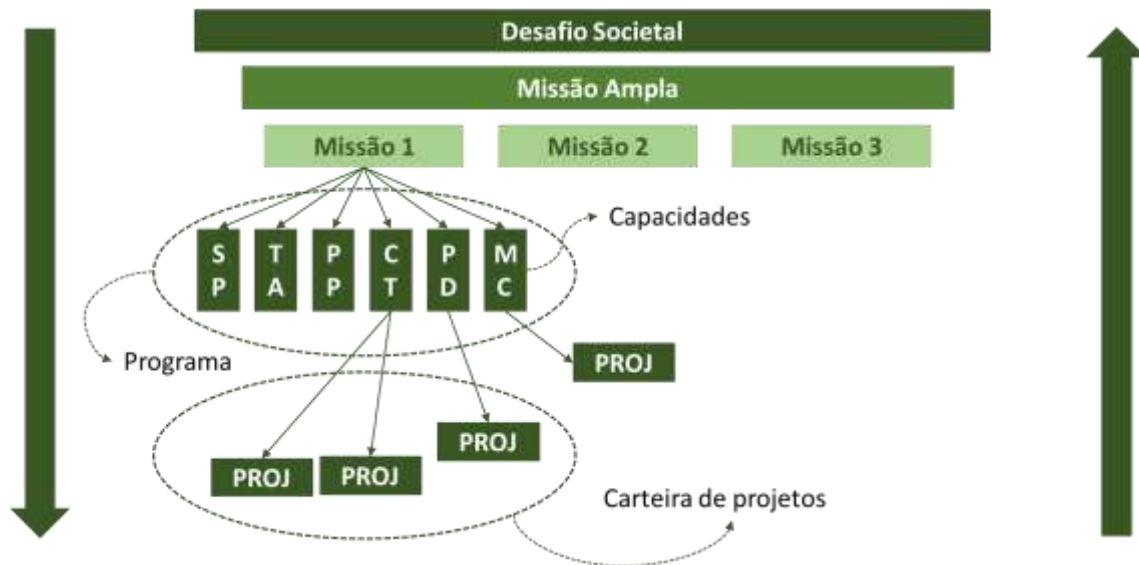 Desafio Societal
Missão Ampla
Missão 1
Missão 2
Missão 3
Capacidades
S P
T A
P P
C T
P D
M C
Programa
PROJ
PROJ
PROJ
PROJ
Carteira de projetos